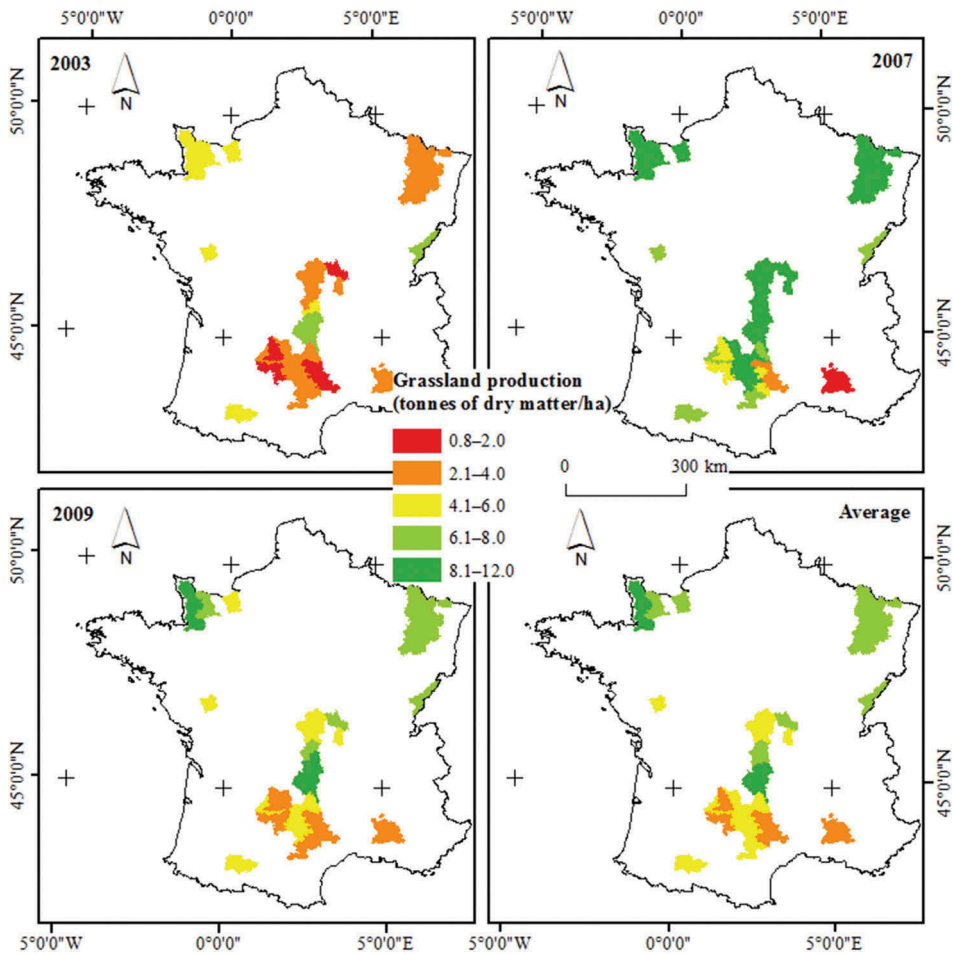 5°0'0"W 0°0'0" 5°0'0"E 5°0'0"W 0°0'0" 5°0'0"E
2003
N
N
2007
50°0'0"N
50°0'0"N
45°0'0"N
45°0'0"N
Grassland production
(tonnes of dry matter/ha)
0.8–2.0
2.1–4.0
4.1–6.0
6.1–8.0
8.1–12.0
0 300 km
2009
N
N
Average
50°0'0"N
50°0'0"N
45°0'0"N
45°0'0"N
5°0'0"W 0°0'0" 5°0'0"E 5°0'0"W 0°0'0" 5°0'0"E